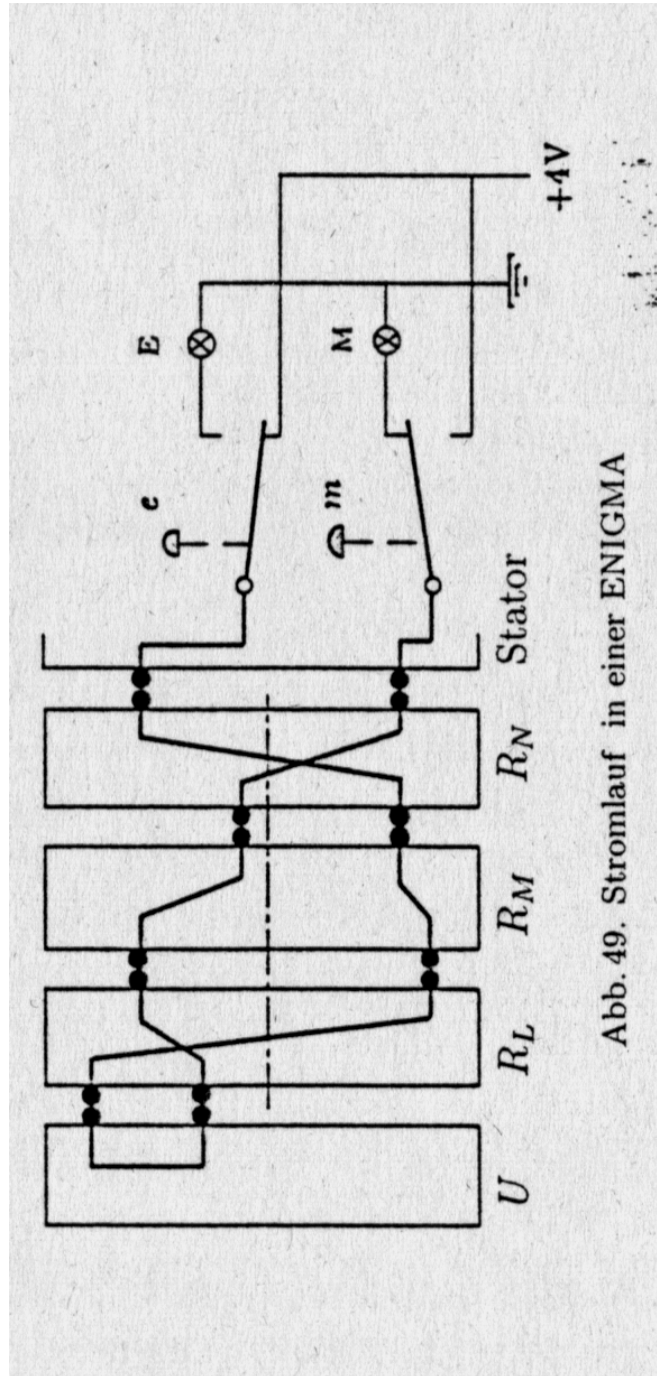 e
E
m
M
+4V
U
R_L
R_M
R_N
Stator
Abb. 49. Stromlauf in einer ENIGMA